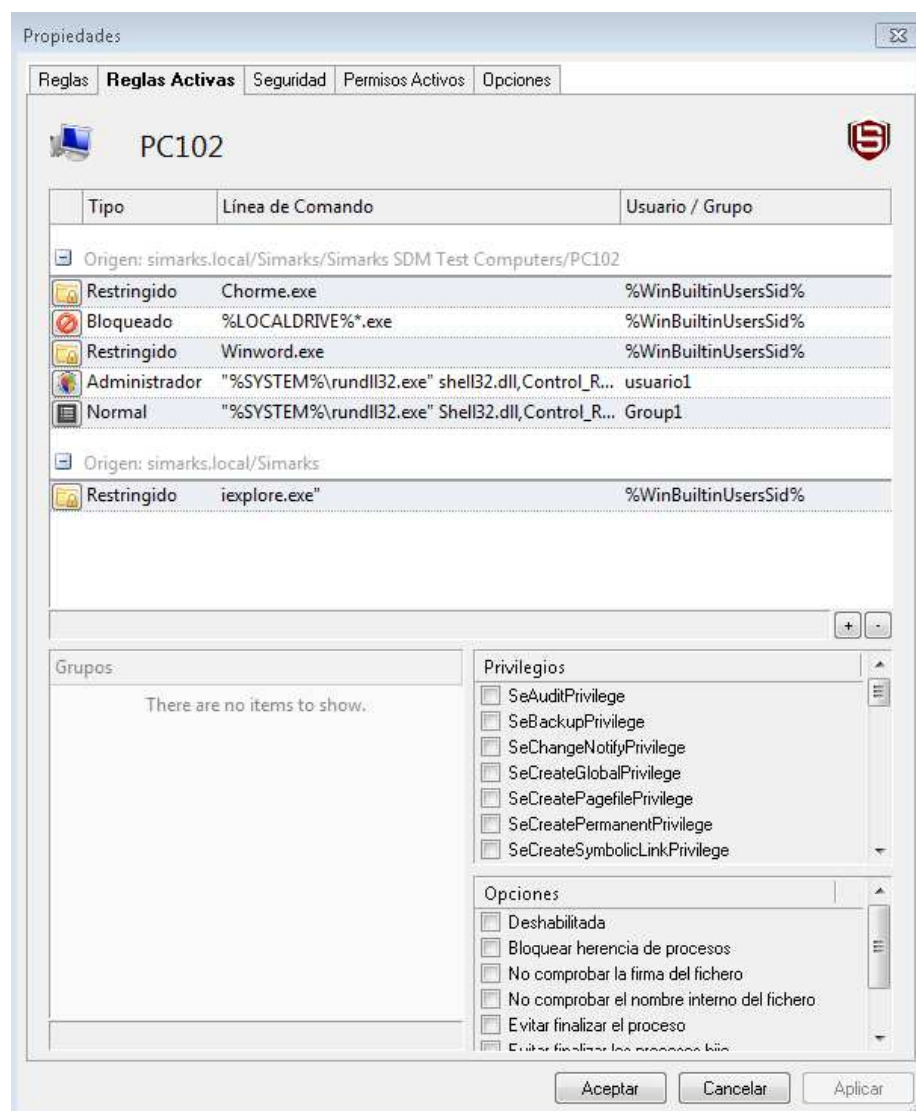 Propiedades
Reglas Reglas Activas Seguridad Permisos Activos Opciones
PC102
Tipo Línea de Comando Usuario / Grupo
Origen: simarks.local/Simarks/Simarks SDM Test Computers/PC102
Restringido Chorme.exe %WinBuiltinUsersSid%
Bloqueado %LOCALDRIVE%*.exe %WinBuiltinUsersSid%
Restringido Winword.exe %WinBuiltinUsersSid%
Administrador "%SYSTEM%\rundll32.exe" shell32.dll,Control_R... usuario1
Normal "%SYSTEM%\rundll32.exe" Shell32.dll,Control_R... Group1
Origen: simarks.local/Simarks
Restringido iexplore.exe" %WinBuiltinUsersSid%
+ -
Grupos
There are no items to show.
Privilegios
SeAuditPrivilege
SeBackupPrivilege
SeChangeNotifyPrivilege
SeCreateGlobalPrivilege
SeCreatePagefilePrivilege
SeCreatePermanentPrivilege
SeCreateSymbolicLinkPrivilege
Opciones
Deshabilitada
Bloquear herencia de procesos
No comprobar la firma del fichero
No comprobar el nombre interno del fichero
Evitar finalizar el proceso
Evitar finalizar los procesos hijo
Aceptar Cancelar Aplicar